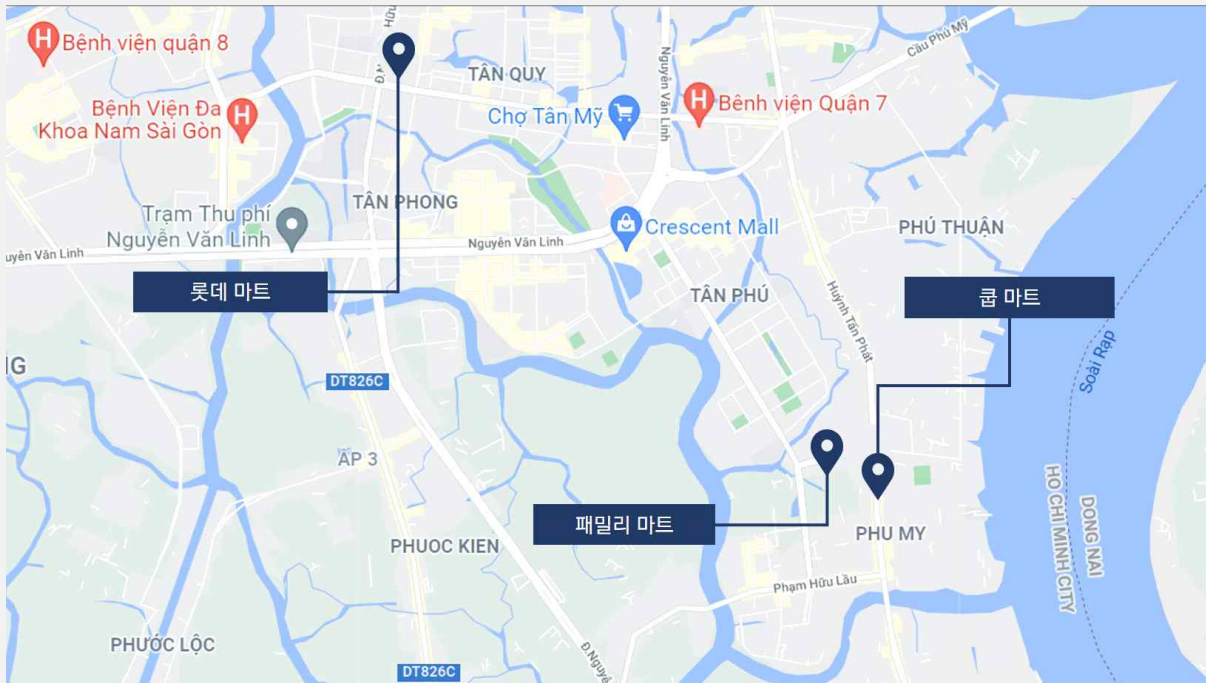 Bệnh viện quận 8
Hữu
TÂN QUY
Cầu Phú Mỹ
Bệnh Viện Đa
Khoa Nam Sài Gòn
Chợ Tân Mỹ
Nguyễn Văn Linh
Bệnh viện Quận 7
TÂN PHONG
Trạm Thu phí
Nguyễn Văn Linh
uyễn Văn Linh
Nguyễn Văn Linh
Crescent Mall
PHÚ THUẬN
롯데 마트
TÂN PHÚ
Huỳnh Tấn Phát
쿱 마트
Soài Rạp
G
DT826C
ẤP 3
패밀리 마트
PHU MY
PHUOC KIEN
HO CHI MINH CITY
DONG NAI
Phạm Hữu Lầu
PHƯỚC LỘC
Đ.Nguyễ
DT826C